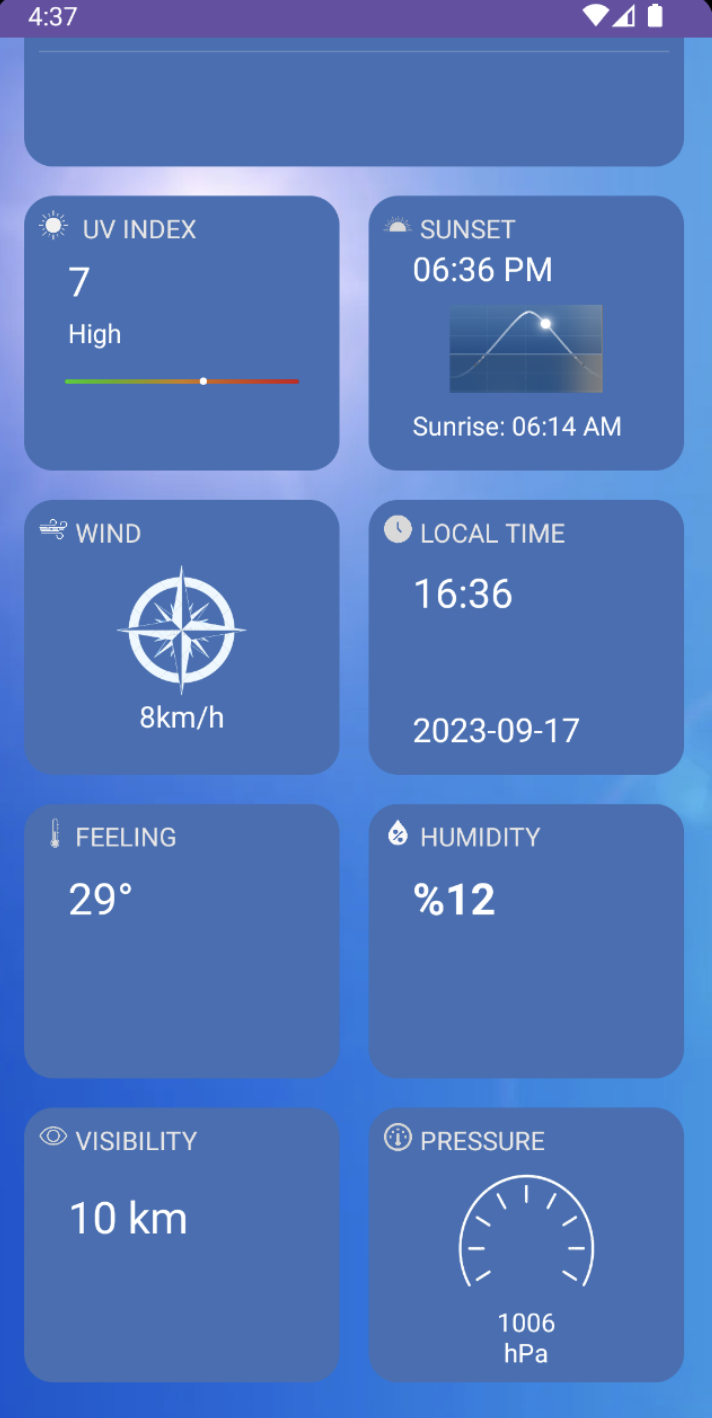 4:37
UV INDEX
7
High
SUNSET
06:36 PM
Sunrise: 06:14 AM
WIND
8km/h
LOCAL TIME
16:36
2023-09-17
FEELING
29°
HUMIDITY
%12
VISIBILITY
10 km
PRESSURE
1006
hPa